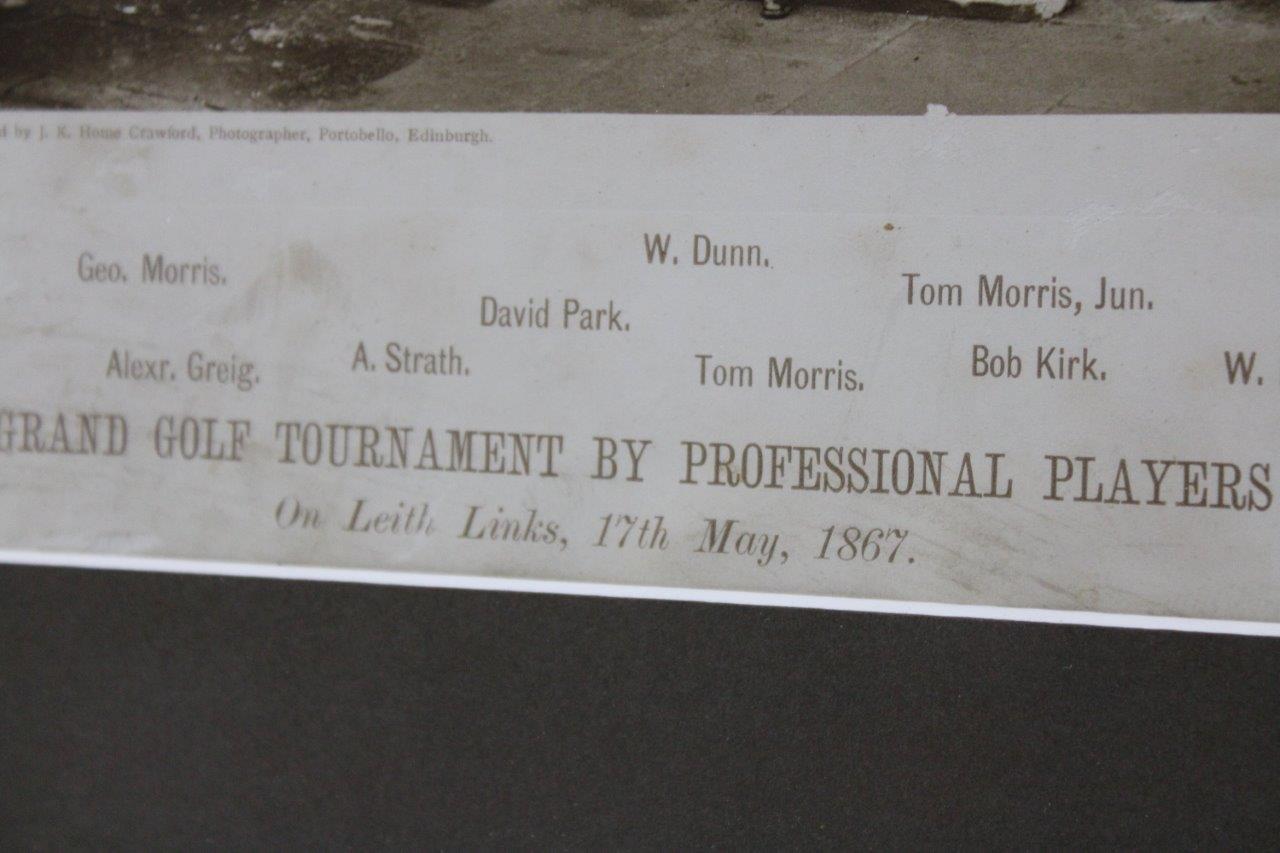 by J. K. Home Crawford, Photographer, Portobello, Edinburgh.
W. Dunn.
Geo. Morris.
Tom Morris, Jun.
David Park.
Alexr. Greig. A. Strath. Tom Morris. Bob Kirk. W.
GRAND GOLF TOURNAMENT BY PROFESSIONAL PLAYERS
On Leith Links, 17th May, 1867.